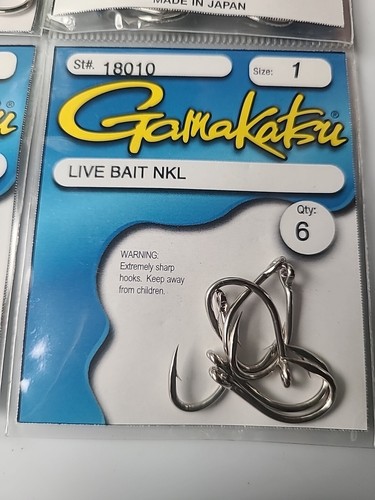 MADE IN JAPAN
St#. 18010
Size: 1
Gamakatsu®
LIVE BAIT NKL
Qty:
6
WARNING:
Extremely sharp
hooks. Keep away
from children.
u®